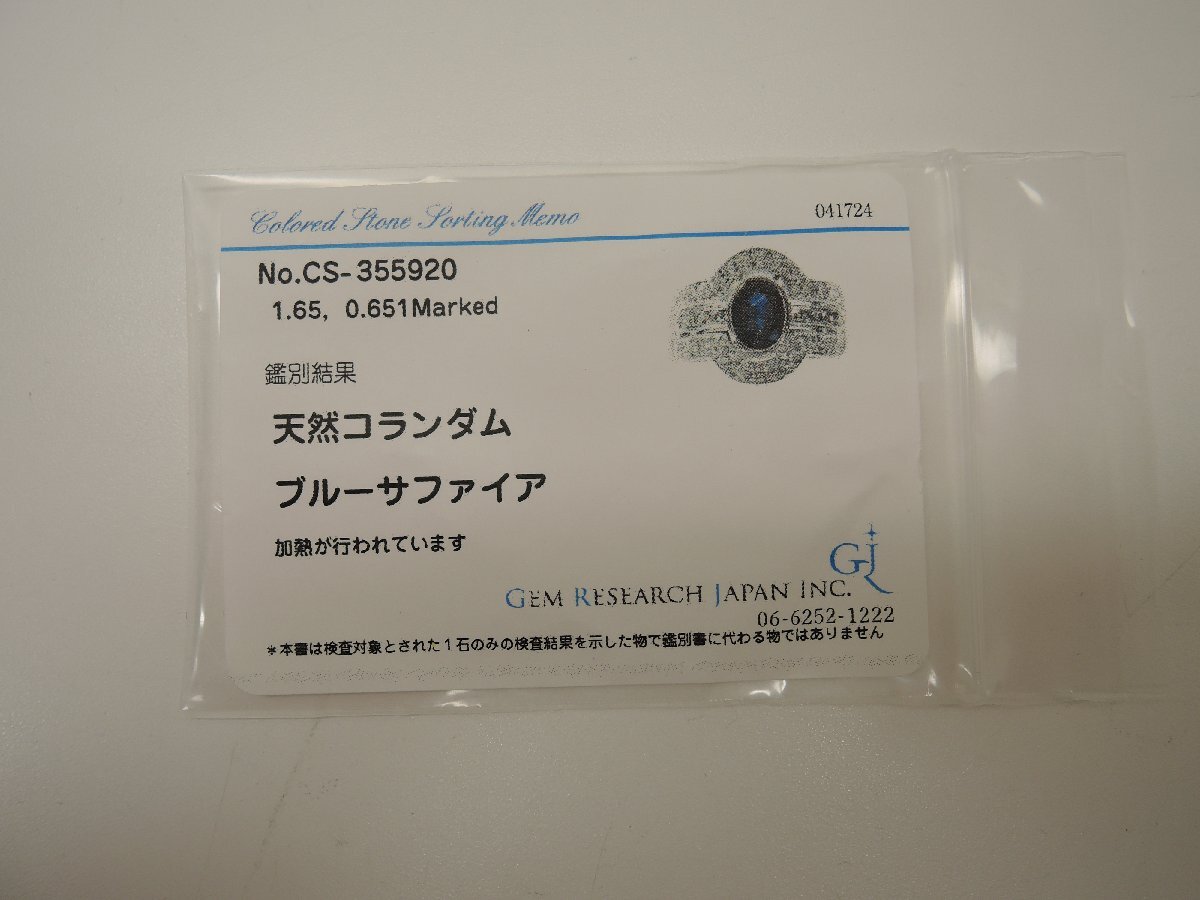 Colored Stone Sorting Memo
041724
No.CS-355920
1.65, 0.651Marked
鑑別結果
天然コランダム
ブルーサファイア
加熱が行われています
GJ
GEM RESEARCH JAPAN INC.
06-6252-1222
*本書は検査対象とされた1石のみの検査結果を示した物で鑑別書に代わる物ではありません